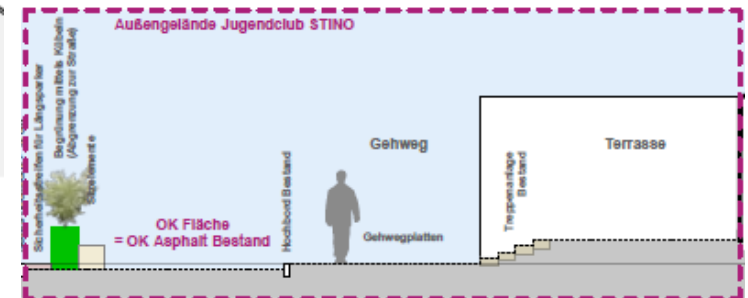 Außengelände Jugendclub STINO
Sicherheitsstreifen für Längsparker
Begrünung mittels Kübeln
(Abgrenzung zur Straße)
Sitzelemente
OK Fläche
= OK Asphalt Bestand
Hochbord Bestand
Gehweg
Gehwegplatten
Treppenanlage
Bestand
Terrasse